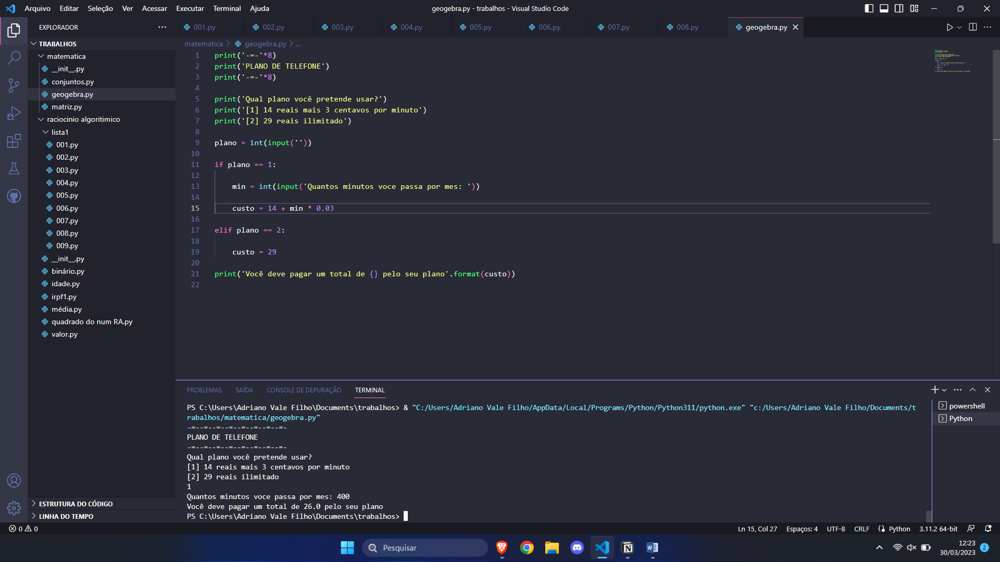 Arquivo Editar Seleção Ver Acessar Executar Terminal Ajuda
geogebra.py - trabalhos - Visual Studio Code
EXPLORADOR
001.py 002.py 003.py 004.py 005.py 006.py 007.py 008.py geogebra.py
TRABALHOS
matematica
__init__.py
conjuntos.py
geogebra.py
matriz.py
raciocinio algoritimico
lista1
001.py
002.py
003.py
004.py
005.py
006.py
007.py
008.py
009.py
__init__.py
binário.py
idade.py
irpf1.py
média.py
quadrado do num RA.py
valor.py
ESTRUTURA DO CÓDIGO
LINHA DO TEMPO
matematica > geogebra.py > ...
1 print('-=-'*8)
2 print('PLANO DE TELEFONE')
3 print('-=-'*8)
4
5 print('Qual plano você pretende usar?')
6 print('[1] 14 reais mais 3 centavos por minuto')
7 print('[2] 29 reais ilimitado')
8
9 plano = int(input(''))
10
11 if plano == 1:
12
13 min = int(input('Quantos minutos voce passa por mes: '))
14
15 custo = 14 + min * 0.03
16
17 elif plano == 2:
18
19 custo = 29
20
21 print('Você deve pagar um total de {} pelo seu plano'.format(custo))
22
PROBLEMAS SAÍDA CONSOLE DE DEPURAÇÃO TERMINAL
PS C:\Users\Adriano Vale Filho\Documents\trabalhos> & "C:/Users/Adriano Vale Filho/AppData/Local/Programs/Python/Python311/python.exe" "c:/Users/Adriano Vale Filho/Documents/t
rabalhos/matematica/geogebra.py"
-=--=--=--=--=--=--=--=-
PLANO DE TELEFONE
-=--=--=--=--=--=--=--=-
Qual plano você pretende usar?
[1] 14 reais mais 3 centavos por minuto
[2] 29 reais ilimitado
1
Quantos minutos voce passa por mes: 400
Você deve pagar um total de 26.0 pelo seu plano
PS C:\Users\Adriano Vale Filho\Documents\trabalhos>
powershell
Python
0 0
Ln 15, Col 27 Espaços: 4 UTF-8 CRLF Python 3.11.2 64-bit
Pesquisar
12:23
30/03/2023
2